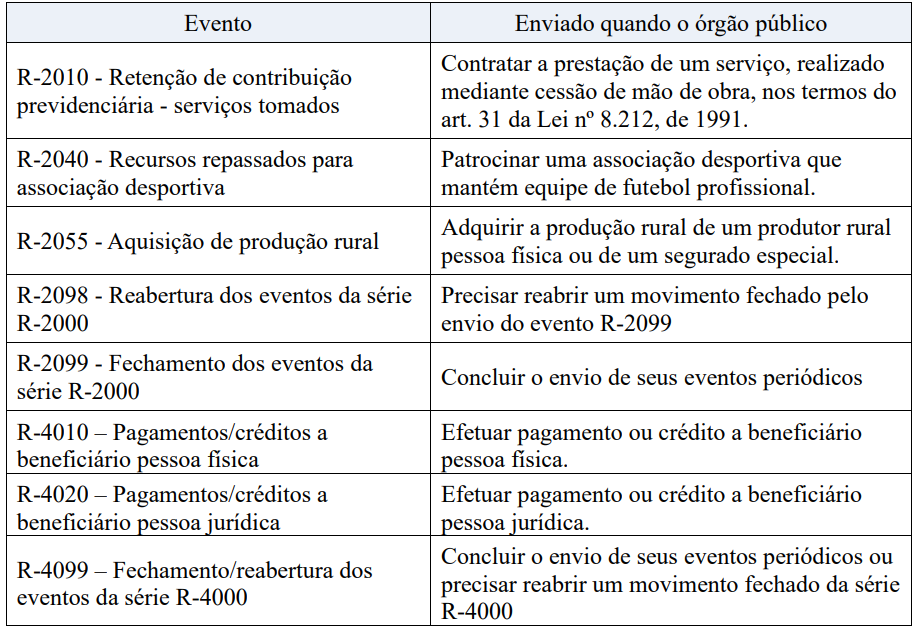 Evento
Enviado quando o órgão público
R-2010 - Retenção de contribuição
previdenciária - serviços tomados
Contratar a prestação de um serviço, realizado
mediante cessão de mão de obra, nos termos do
art. 31 da Lei nº 8.212, de 1991.
R-2040 - Recursos repassados para
associação desportiva
Patrocinar uma associação desportiva que
mantém equipe de futebol profissional.
R-2055 - Aquisição de produção rural
Adquirir a produção rural de um produtor rural
pessoa física ou de um segurado especial.
R-2098 - Reabertura dos eventos da série
R-2000
Precisar reabrir um movimento fechado pelo
envio do evento R-2099
R-2099 - Fechamento dos eventos da
série R-2000
Concluir o envio de seus eventos periódicos
R-4010 – Pagamentos/créditos a
beneficiário pessoa física
Efetuar pagamento ou crédito a beneficiário
pessoa física.
R-4020 – Pagamentos/créditos a
beneficiário pessoa jurídica
Efetuar pagamento ou crédito a beneficiário
pessoa jurídica.
R-4099 – Fechamento/reabertura dos
eventos da série R-4000
Concluir o envio de seus eventos periódicos ou
precisar reabrir um movimento fechado da série
R-4000